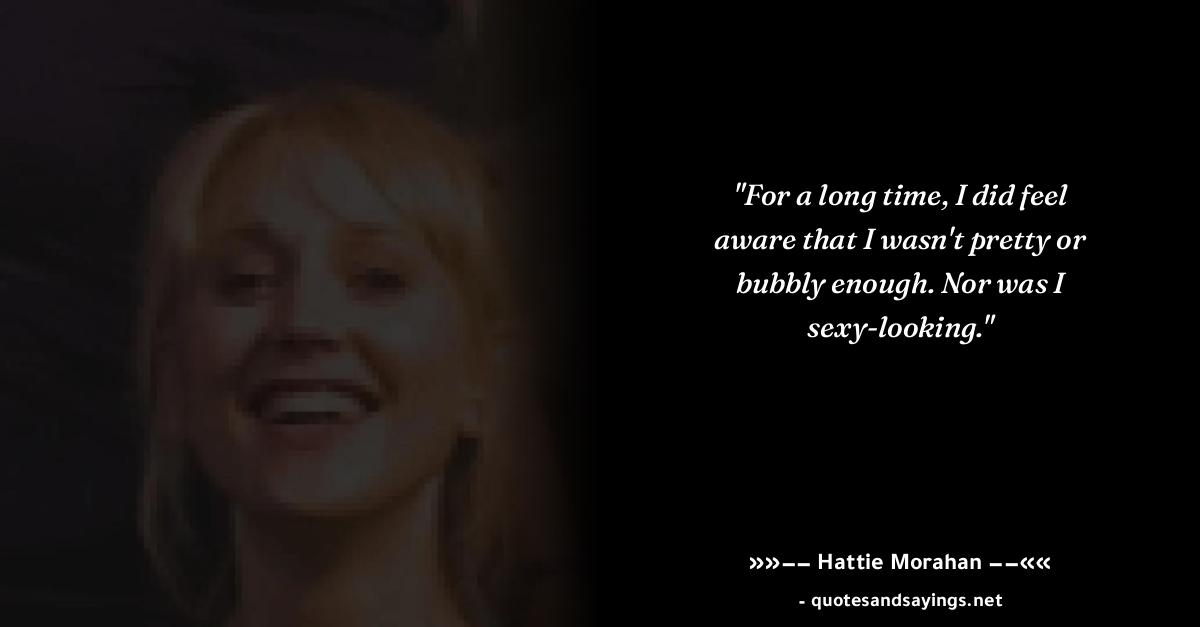 "For a long time, I did feel
aware that I wasn't pretty or
bubbly enough. Nor was I
sexy-looking."
»»−− Hattie Morahan −−««
- quotesandsayings.net